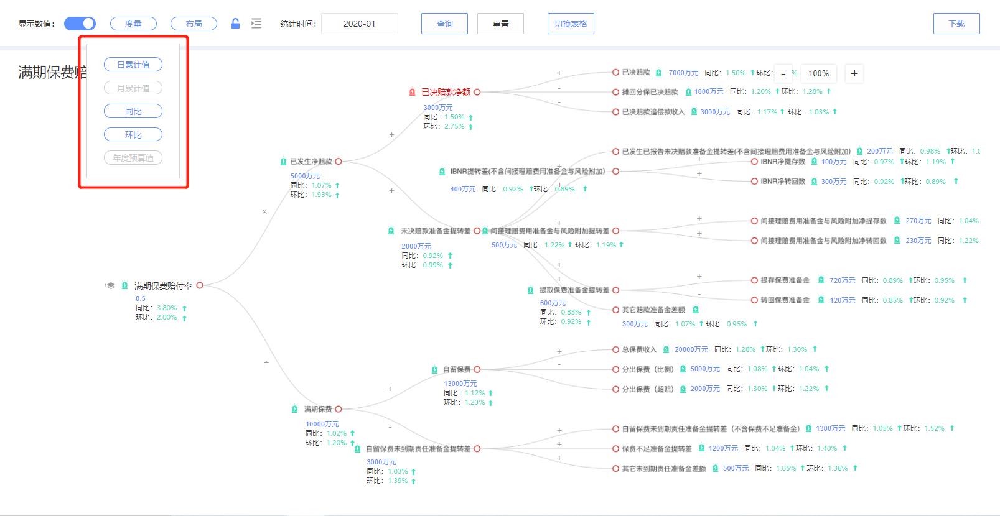 显示数值：
度量
布局
统计时间：
2020-01
查询
重置
切换表格
下载
日累计值
月累计值
同比
环比
年度预算值
满期保费赔
- 100% +
+
已决赔款 7000万元 同比：1.50% 环比： %
已决赔款净额
-
摊回分保已决赔款 1000万元 同比：1.20% 环比：1.28%
-
已决赔款追偿款收入 3000万元 同比：1.17% 环比：1.03%
3000万元
同比：1.50%
环比：2.75%
+
已发生净赔款
5000万元
同比：1.07%
环比：1.93%
已发生已报告未决赔款准备金提转差(不含间接理赔费用准备金与风险附加) 200万元 同比：0.98% 环比：1.0
+
IBNR净提存数 100万元 同比：0.97% 环比：1.19%
+
IBNR提转差(不含间接理赔费用准备金与风险附加)
+
IBNR净转回数 300万元 同比：0.92% 环比：0.89%
400万元 同比：0.92% 环比：0.89%
+
+
×
+
间接理赔费用准备金与风险附加净提存数 270万元 同比：1.04%
+
未决赔款准备金提转差
间接理赔费用准备金与风险附加提转差
+
间接理赔费用准备金与风险附加净转回数 230万元 同比：1.22%
500万元 同比：1.22% 环比：1.19%
2000万元
同比：0.92%
环比：0.99%
+
+
+
提存保费准备金 720万元 同比：0.89% 环比：0.95%
满期保费赔付率
0.5
同比：3.80%
环比：2.00%
提取保费准备金提转差
-
转回保费准备金 120万元 同比：0.85% 环比：0.92%
600万元
同比：0.83%
环比：0.92%
其它赔款准备金差额
300万元 同比：1.07% 环比：0.95%
÷
+
总保费收入 20000万元 同比：1.28% 环比：1.30%
自留保费
-
分出保费（比例） 5000万元 同比：1.08% 环比：1.04%
-
分出保费（超赔） 2000万元 同比：1.30% 环比：1.22%
13000万元
同比：1.12%
环比：1.23%
+
满期保费
10000万元
同比：1.02%
环比：1.20%
-
+
自留保费未到期责任准备金提转差（不含保费不足准备金） 1300万元 同比：1.05% 环比：1.52%
自留保费未到期责任准备金提转差
+
保费不足准备金提转差 1200万元 同比：1.04% 环比：1.40%
+
其它未到期责任准备金差额 500万元 同比：1.05% 环比：1.36%
3000万元
同比：1.03%
环比：1.39%